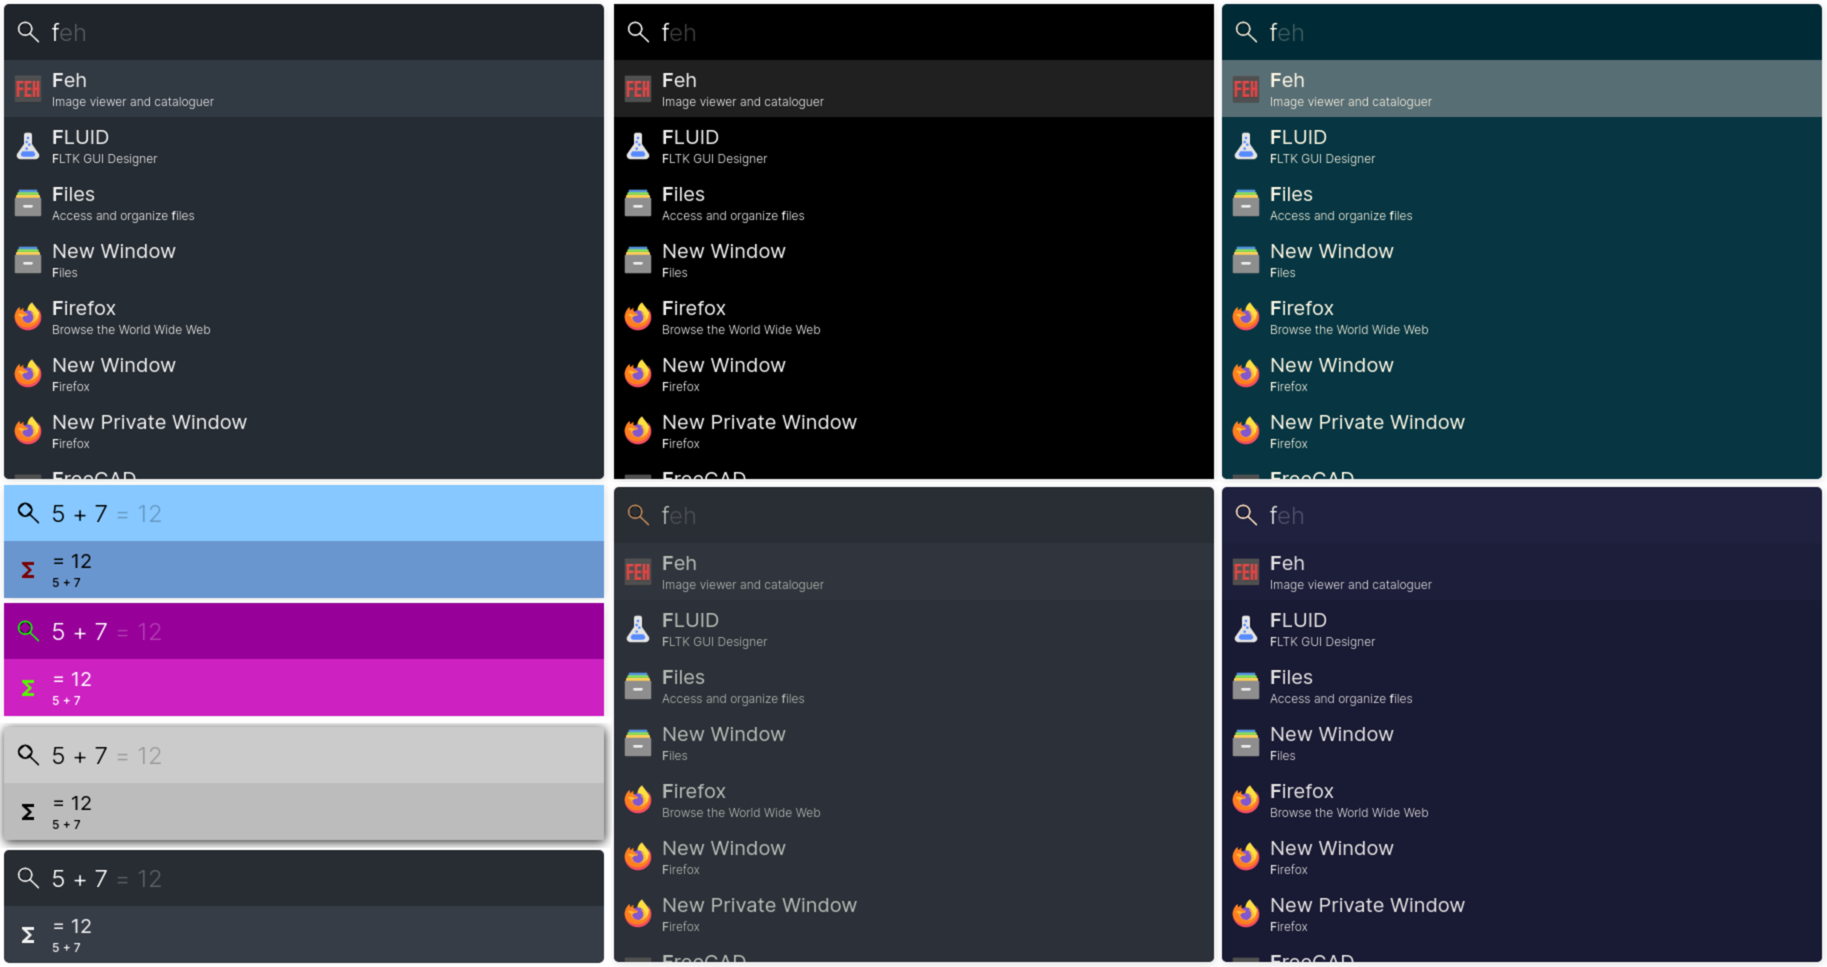 feh
FEH
Feh
Image viewer and cataloguer
FLUID
FLTK GUI Designer
Files
Access and organize files
New Window
Files
Firefox
Browse the World Wide Web
New Window
Firefox
New Private Window
Firefox
FreeCAD
feh
FEH
Feh
Image viewer and cataloguer
FLUID
FLTK GUI Designer
Files
Access and organize files
New Window
Files
Firefox
Browse the World Wide Web
New Window
Firefox
New Private Window
Firefox
FreeCAD
feh
FEH
Feh
Image viewer and cataloguer
FLUID
FLTK GUI Designer
Files
Access and organize files
New Window
Files
Firefox
Browse the World Wide Web
New Window
Firefox
New Private Window
Firefox
FreeCAD
5 + 7 = 12
Σ
= 12
5 + 7
5 + 7 = 12
Σ
= 12
5 + 7
5 + 7 = 12
Σ
= 12
5 + 7
5 + 7 = 12
Σ
= 12
5 + 7
feh
FEH
Feh
Image viewer and cataloguer
FLUID
FLTK GUI Designer
Files
Access and organize files
New Window
Files
Firefox
Browse the World Wide Web
New Window
Firefox
New Private Window
Firefox
FreeCAD
feh
FEH
Feh
Image viewer and cataloguer
FLUID
FLTK GUI Designer
Files
Access and organize files
New Window
Files
Firefox
Browse the World Wide Web
New Window
Firefox
New Private Window
Firefox
FreeCAD